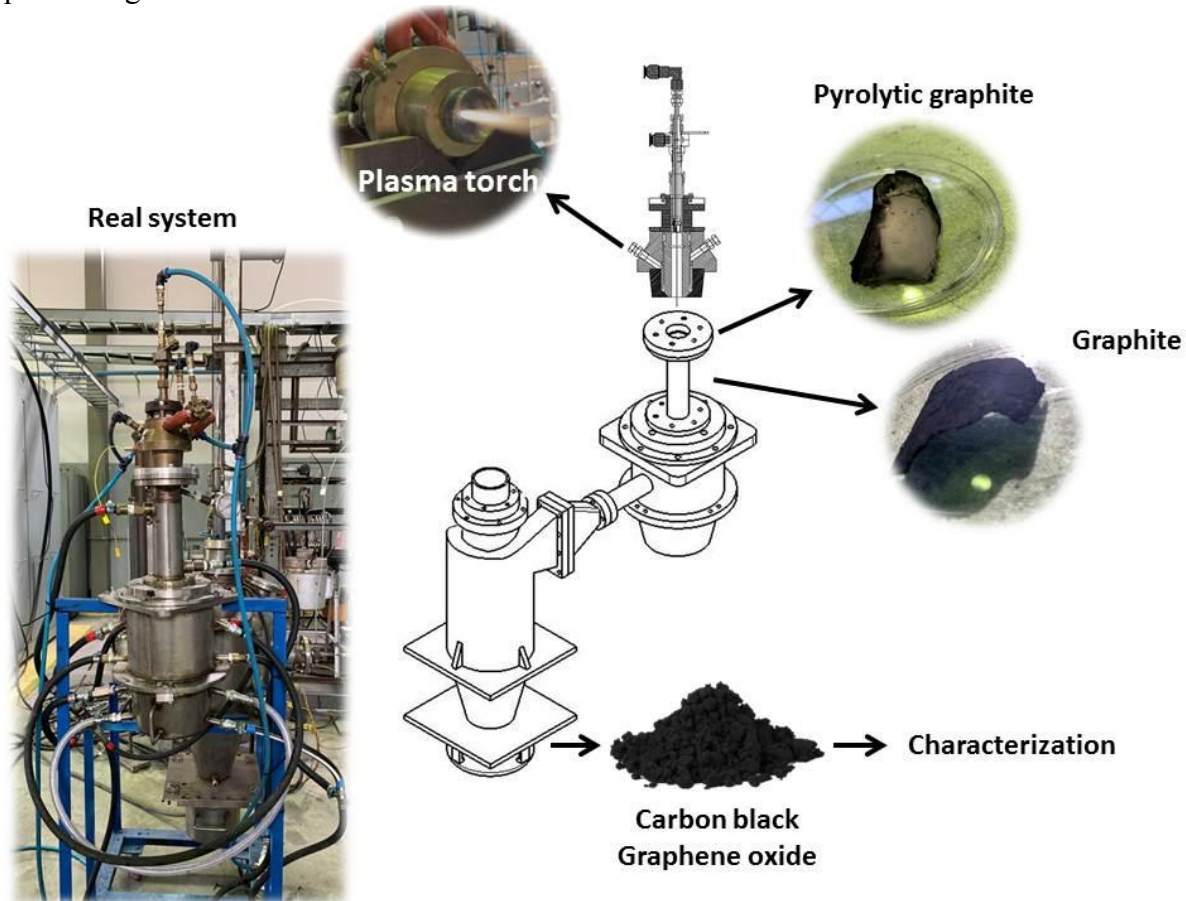 Plasma torch
Pyrolytic graphite
Real system
Graphite
Characterization
Carbon black
Graphene oxide